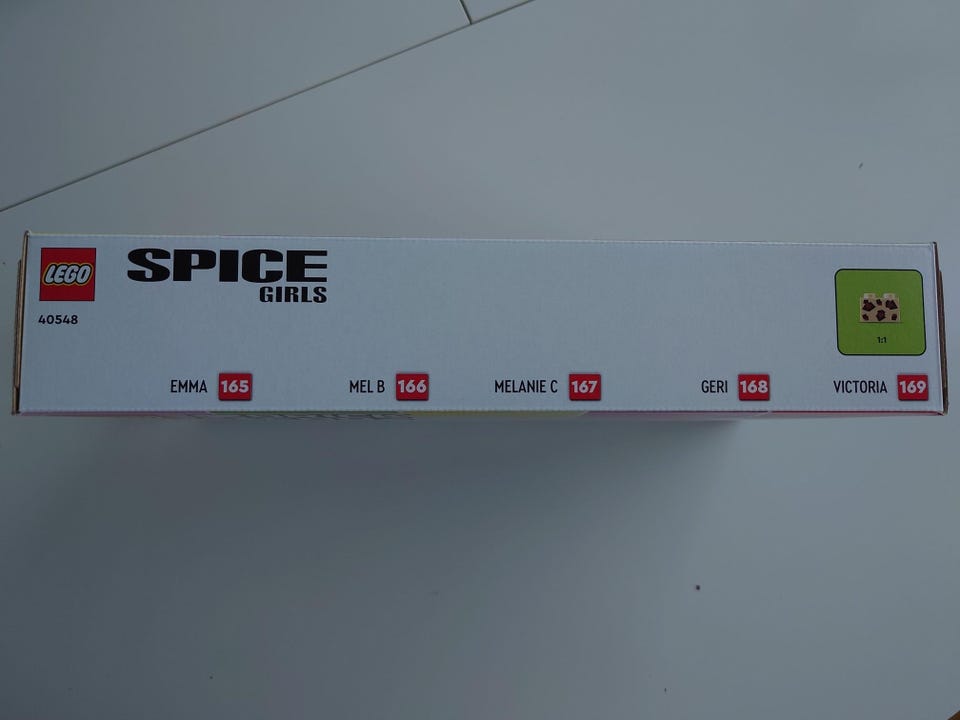 LEGO
SPICE
GIRLS
40548
1:1
EMMA 165
MEL B 166
MELANIE C 167
GERI 168
VICTORIA 169